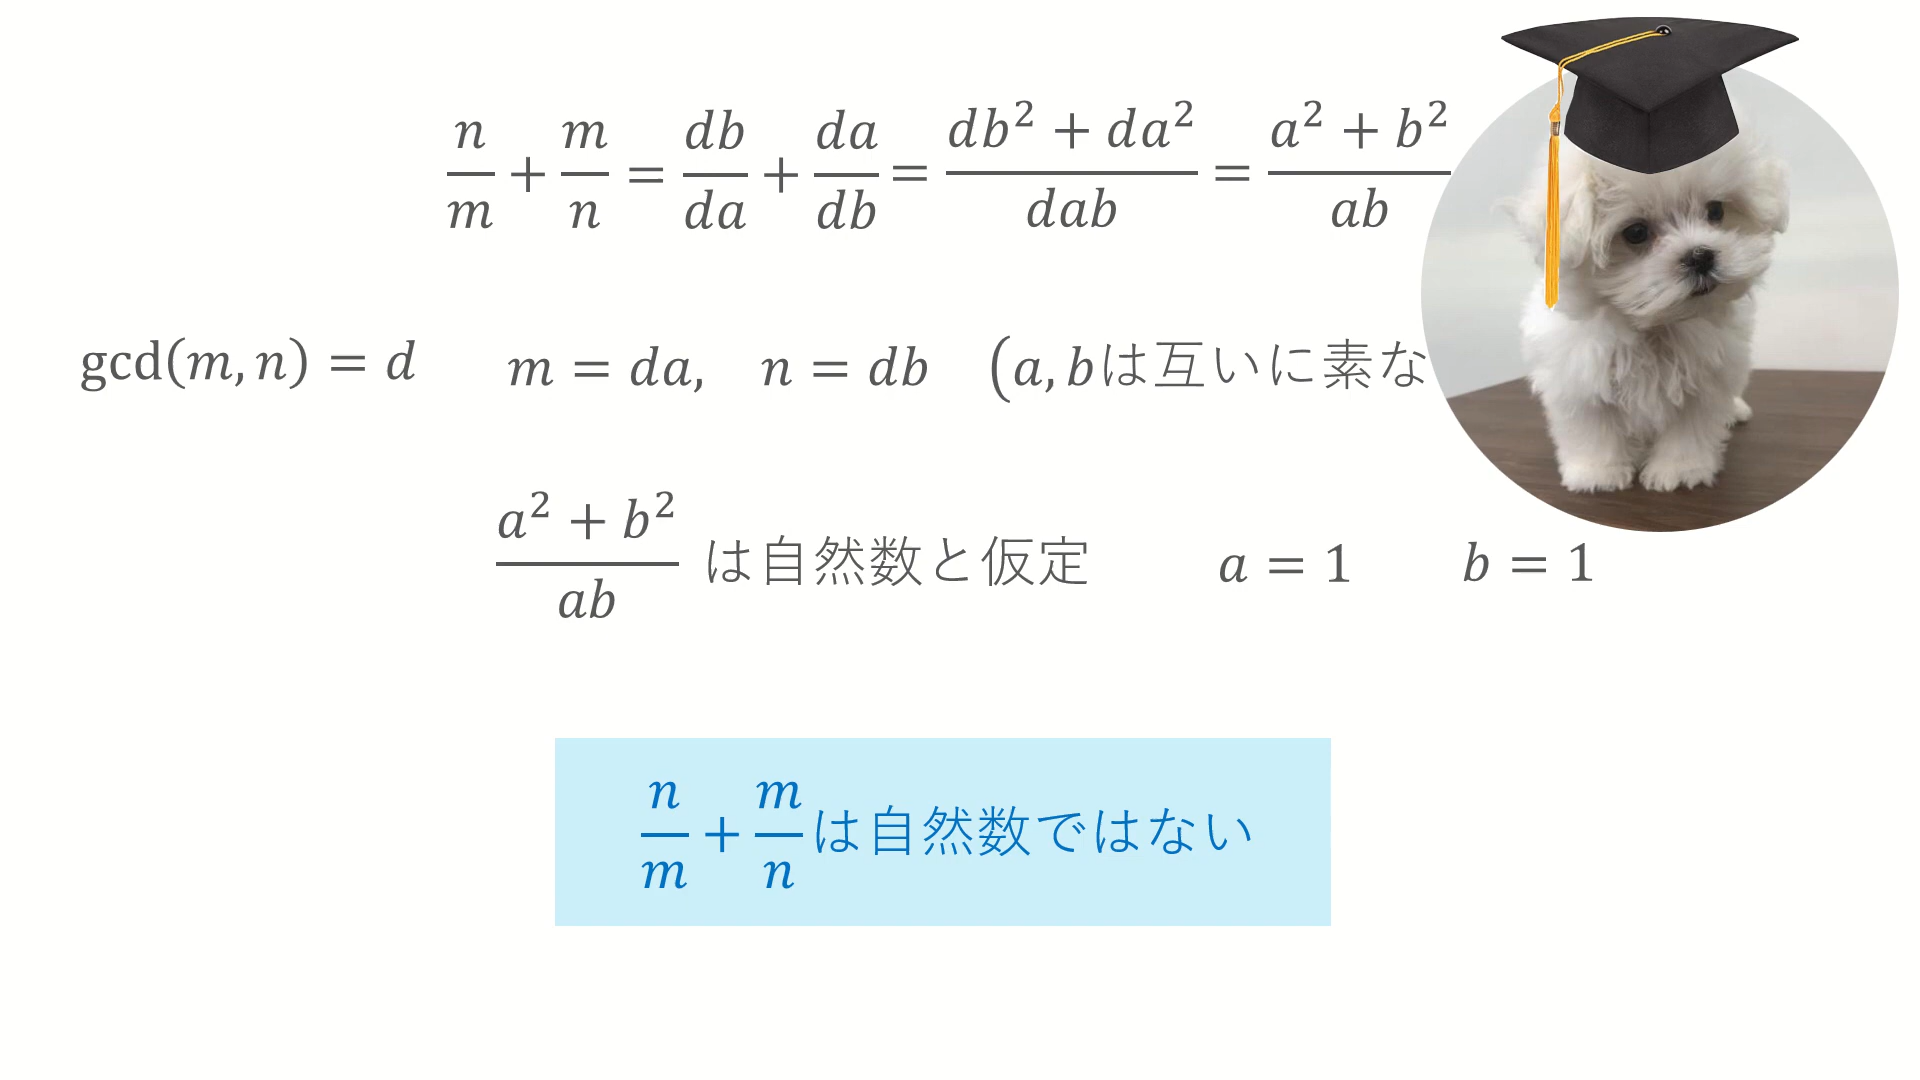 n/m + m/n = db/da + da/db = (db² + da²)/dab = (a² + b²)/ab
gcd(m, n) = d m = da, n = db (a, bは互いに素な
(a² + b²)/ab は自然数と仮定 a = 1 b = 1
n/m + m/n は自然数ではない